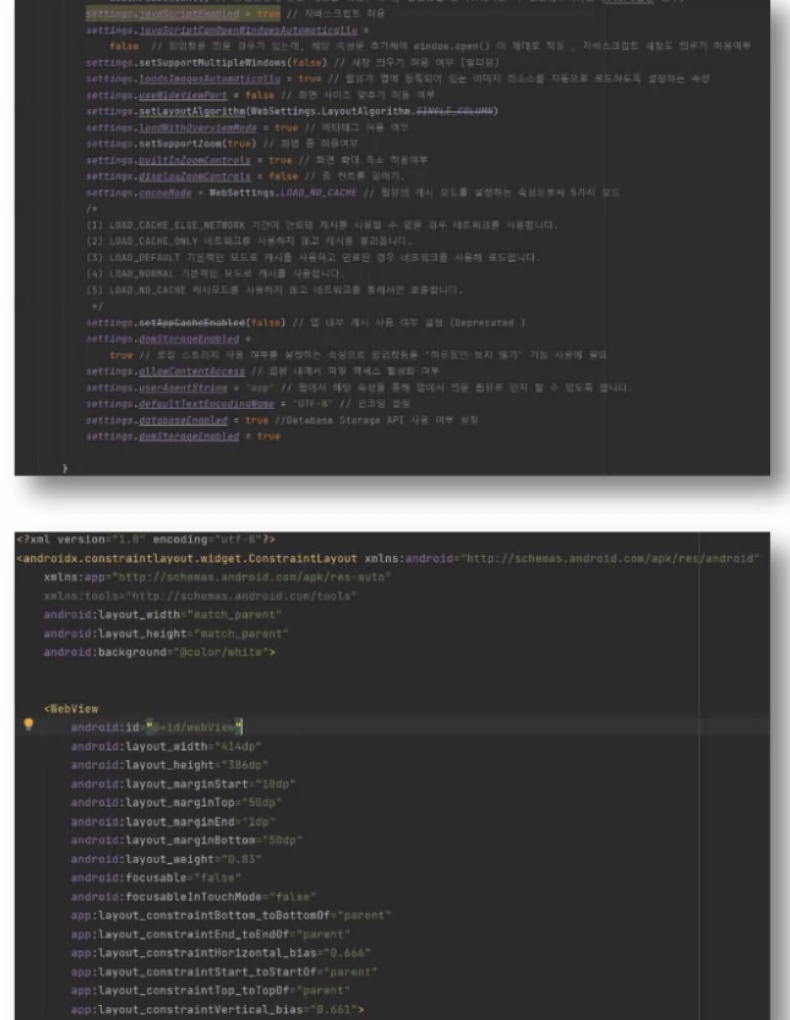 settings.javaScriptEnabled = true // 자바스크립트 허용
settings.javaScriptCanOpenWindowsAutomatically =
false // 팝업창을 띄울 경우가 있는데, 해당 속성을 추가해야 window.open() 이 제대로 작동 , 자바스크립트 새창도 띄우기 허용여부
settings.setSupportMultipleWindows(false) // 새창 띄우기 허용 여부 (멀티뷰)
settings.loadsImagesAutomatically = true // 웹뷰가 앱에 등록되어 있는 이미지 리소스를 자동으로 로드하도록 설정하는 속성
settings.useWideViewPort = false // 화면 사이즈 맞추기 허용 여부
settings.setLayoutAlgorithm(WebSettings.LayoutAlgorithm.SINGLE_COLUMN)
settings.loadWithOverviewMode = true // 메타태그 허용 여부
settings.setSupportZoom(true) // 화면 줌 허용여부
settings.builtInZoomControls = true // 화면 확대 축소 허용여부
settings.displayZoomControls = false // 줌 컨트롤 없애기.
settings.cacheMode = WebSettings.LOAD_NO_CACHE // 웹뷰의 캐시 모드를 설정하는 속성으로써 5가지 모드
/*
(1) LOAD_CACHE_ELSE_NETWORK 기간이 만료돼 캐시를 사용할 수 없을 경우 네트워크를 사용합니다.
(2) LOAD_CACHE_ONLY 네트워크를 사용하지 않고 캐시를 불러옵니다.
(3) LOAD_DEFAULT 기본적인 모드로 캐시를 사용하고 만료된 경우 네트워크를 사용해 로드합니다.
(4) LOAD_NORMAL 기본적인 모드로 캐시를 사용합니다.
(5) LOAD_NO_CACHE 캐시모드를 사용하지 않고 네트워크를 통해서만 호출합니다.
*/
settings.setAppCacheEnabled(false) // 앱 내부 캐시 사용 여부 설정 (Deprecated )
settings.domStorageEnabled =
true // 로컬 스토리지 사용 여부를 설정하는 속성으로 팝업창등을 '하루동안 보지 않기' 기능 사용에 필요
settings.allowContentAccess // 웹뷰 내에서 파일 액세스 활성화 여부
settings.userAgentString = "app" // 웹에서 해당 속성을 통해 앱에서 띄운 웹뷰로 인지 할 수 있도록 합니다.
settings.defaultTextEncodingName = "UTF-8" // 인코딩 설정
settings.databaseEnabled = true //Database Storage API 사용 여부 설정
settings.domStorageEnabled = true
}
<?xml version="1.0" encoding="utf-8"?>
<androidx.constraintlayout.widget.ConstraintLayout xmlns:android="http://schemas.android.com/apk/res/android"
xmlns:app="http://schemas.android.com/apk/res-auto"
xmlns:tools="http://schemas.android.com/tools"
android:layout_width="match_parent"
android:layout_height="match_parent"
android:background="@color/white">
<WebView
android:id="@+id/webView"
android:layout_width="414dp"
android:layout_height="386dp"
android:layout_marginStart="10dp"
android:layout_marginTop="50dp"
android:layout_marginEnd="1dp"
android:layout_marginBottom="50dp"
android:layout_weight="0.83"
android:focusable="false"
android:focusableInTouchMode="false"
app:layout_constraintBottom_toBottomOf="parent"
app:layout_constraintEnd_toEndOf="parent"
app:layout_constraintHorizontal_bias="0.666"
app:layout_constraintStart_toStartOf="parent"
app:layout_constraintTop_toTopOf="parent"
app:layout_constraintVertical_bias="0.661">